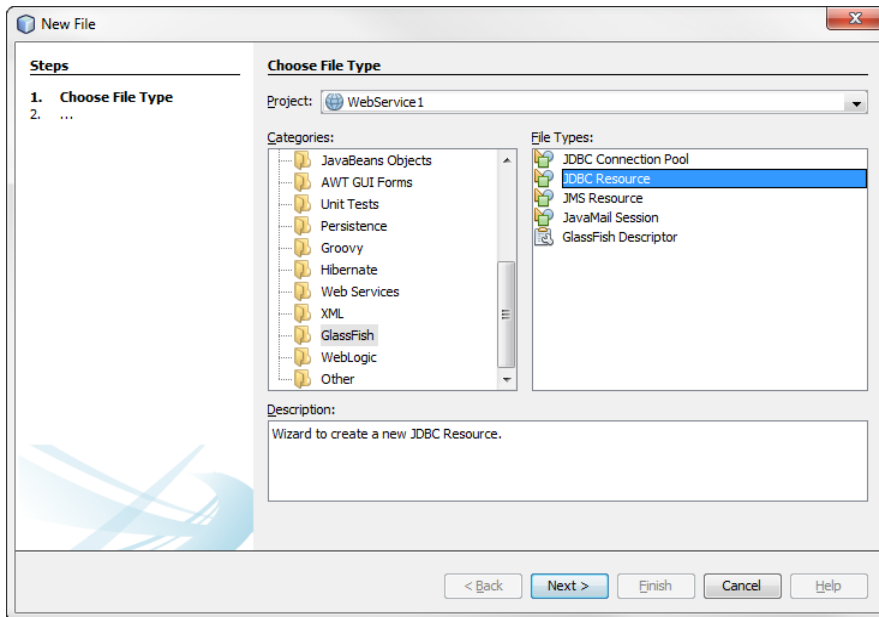 New File
Steps
1. Choose File Type
2. ...
Choose File Type
Project: WebService1
Categories:
JavaBeans Objects
AWT GUI Forms
Unit Tests
Persistence
Groovy
Hibernate
Web Services
XML
GlassFish
WebLogic
Other
File Types:
JDBC Connection Pool
JDBC Resource
JMS Resource
JavaMail Session
GlassFish Descriptor
Description:
Wizard to create a new JDBC Resource.
< Back Next > Finish Cancel Help